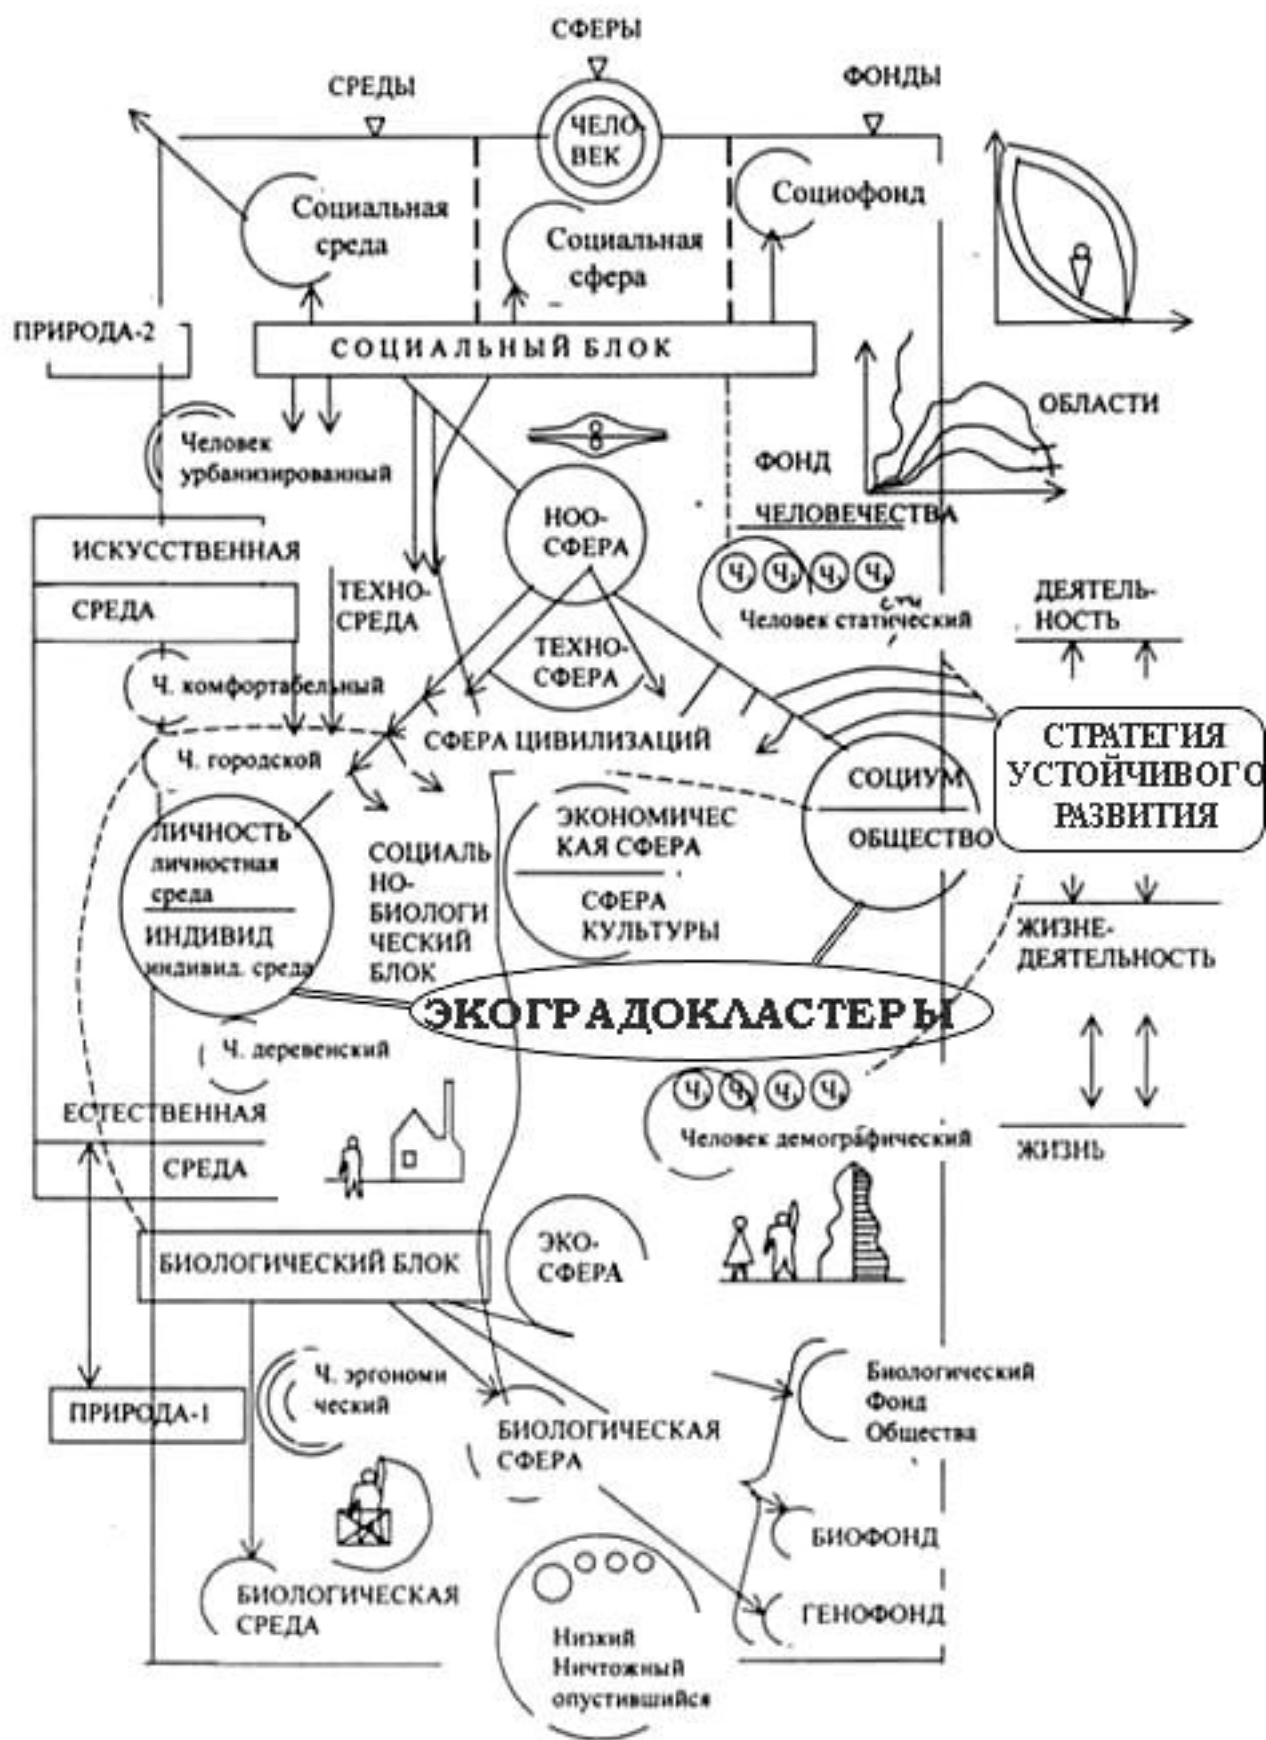 СФЕРЫ
СРЕДЫ
ФОНДЫ
ЧЕЛО-
ВЕК
Социальная
среда
Социальная
сфера
Социофонд
ПРИРОДА-2
СОЦИАЛЬНЫЙ БЛОК
ОБЛАСТИ
Человек
урбанизированный
ФОНД
ЧЕЛОВЕЧЕСТВА
НОО-
СФЕРА
ИСКУССТВЕННАЯ
СРЕДА
ТЕХНО-
СРЕДА
Ч Ч Ч Ч
Человек статический
сти
ДЕЯТЕЛЬ-
НОСТЬ
ТЕХНО-
СФЕРА
Ч. комфортабельный
СФЕРА ЦИВИЛИЗАЦИЙ
Ч. городской
СТРАТЕГИЯ
УСТОЙЧИВОГО
РАЗВИТИЯ
СОЦИУМ
ОБЩЕСТВО
ЛИЧНОСТЬ
личностная
среда
ИНДИВИД
индивид. среда
СОЦИАЛЬ
НО-
БИОЛОГИ
ЧЕСКИЙ
БЛОК
ЭКОНОМИЧЕС
КАЯ СФЕРА
СФЕРА
КУЛЬТУРЫ
ЖИЗНЕ-
ДЕЯТЕЛЬНОСТЬ
ЭКОГРАДОКЛАСТЕРЫ
Ч. деревенский
Ч Ч Ч Ч
Человек демографический
ЕСТЕСТВЕННАЯ
СРЕДА
ЖИЗНЬ
БИОЛОГИЧЕСКИЙ БЛОК
ЭКО-
СФЕРА
Ч. эргономи
ческий
ПРИРОДА-1
БИОЛОГИЧЕСКАЯ
СФЕРА
Биологический
Фонд
Общества
БИОФОНД
БИОЛОГИЧЕСКАЯ
СРЕДА
ГЕНОФОНД
Низкий
Ничтожный
опустившийся